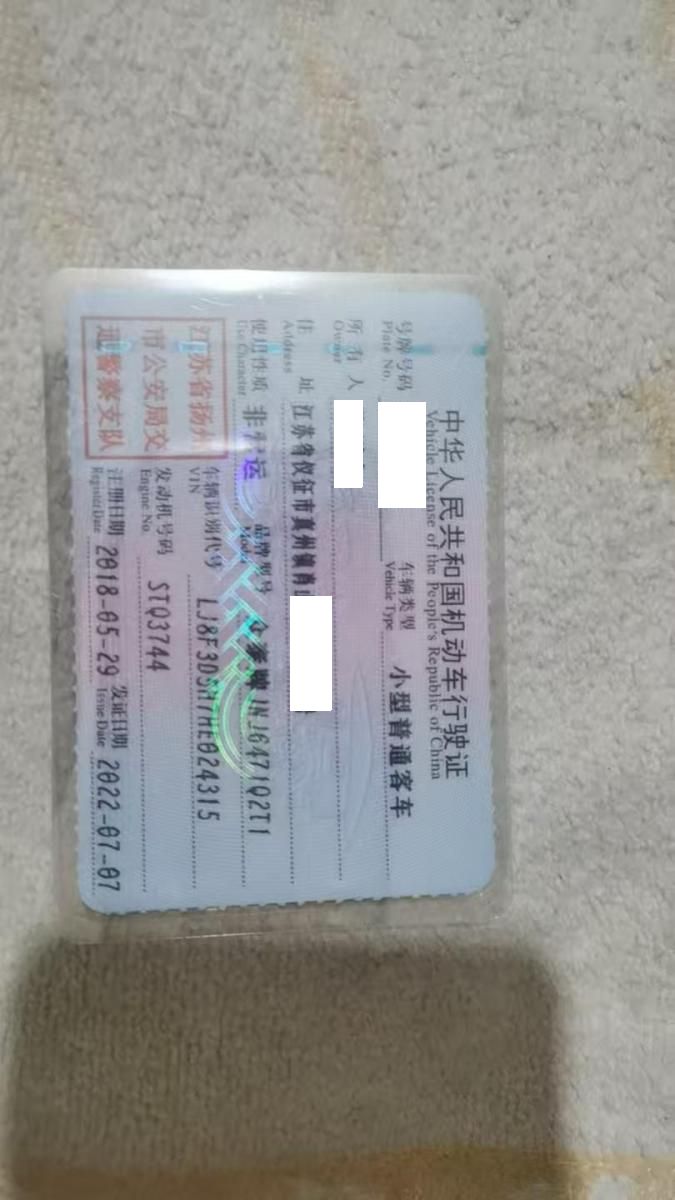 中华人民共和国机动车行驶证
Vehicle License of the People's Republic of China
号牌号码 车辆类型 小型普通客车
Plate No. Vehicle Type
所有人
Owner
住址 江苏省仪征市真州镇
Address
使用性质 非营运 品牌型号 JNJ6471Q2T1
Use Character Model
江苏省扬州 车辆识别代号
市公安局交 VIN
通警察支队 发动机号码 STQ3744
Engine No.
注册日期 2018-05-29 发证日期 2022-07-07
Register Date Issue Date